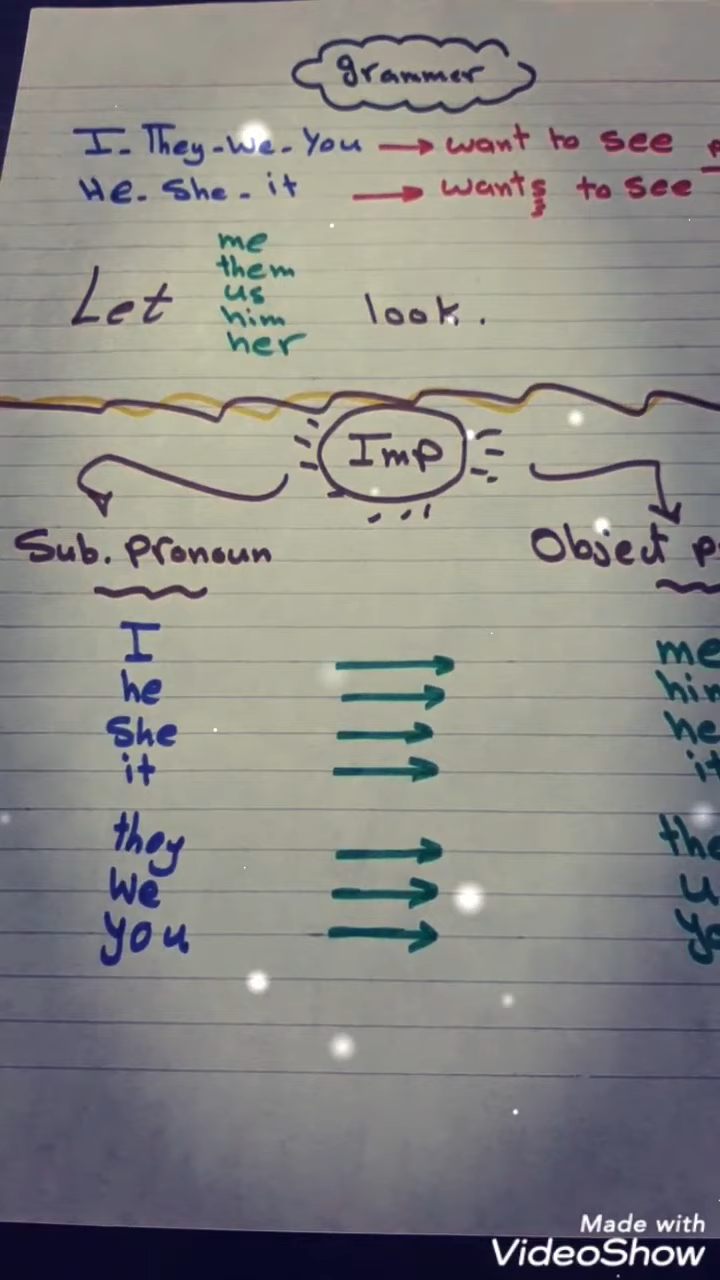 grammer
I - They - We - You → want to see
He - She - it → wants to see
me
them
us
Let him look.
her
Imp
Sub. Pronoun Object
I → me
he →
She →
it → it
they →
We →
you →
Made with
VideoShow